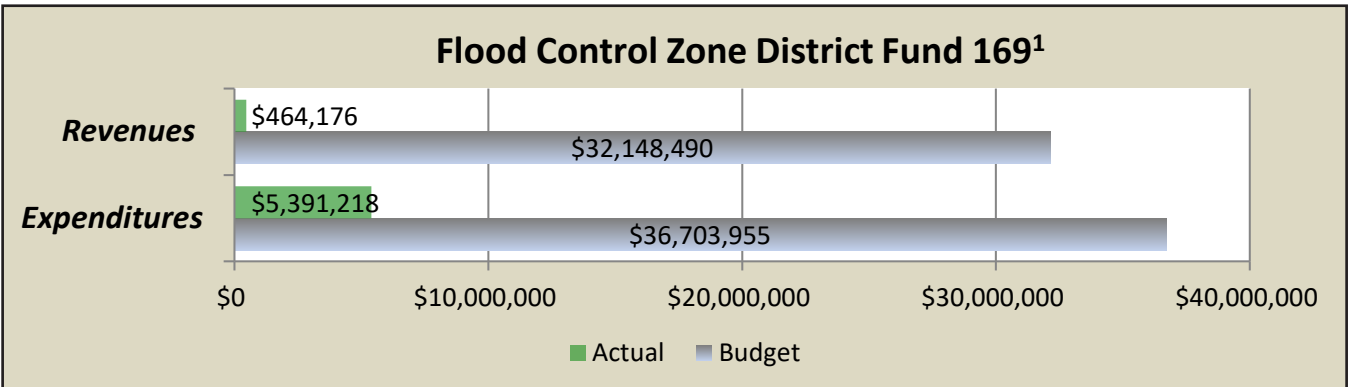 Flood Control Zone District Fund 169¹
Revenues
$464,176
$32,148,490
Expenditures
$5,391,218
$36,703,955
$0 $10,000,000 $20,000,000 $30,000,000 $40,000,000
Actual Budget